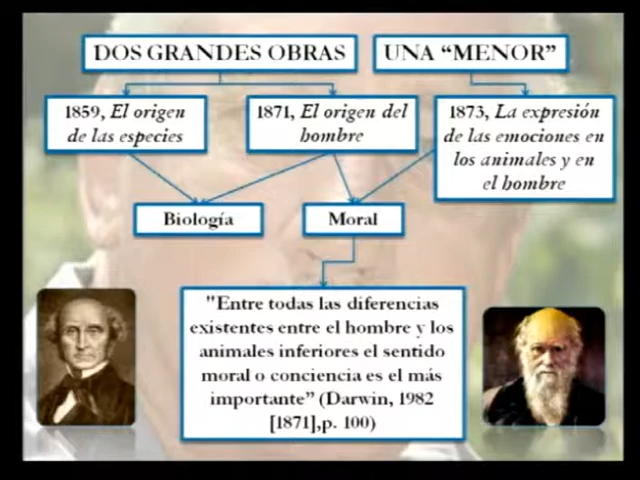 DOS GRANDES OBRAS
UNA “MENOR”
1859, El origen
de las especies
1871, El origen del
hombre
1873, La expresión
de las emociones en
los animales y en
el hombre
Biología
Moral
"Entre todas las diferencias
existentes entre el hombre y los
animales inferiores el sentido
moral o conciencia es el más
importante” (Darwin, 1982
[1871],p. 100)